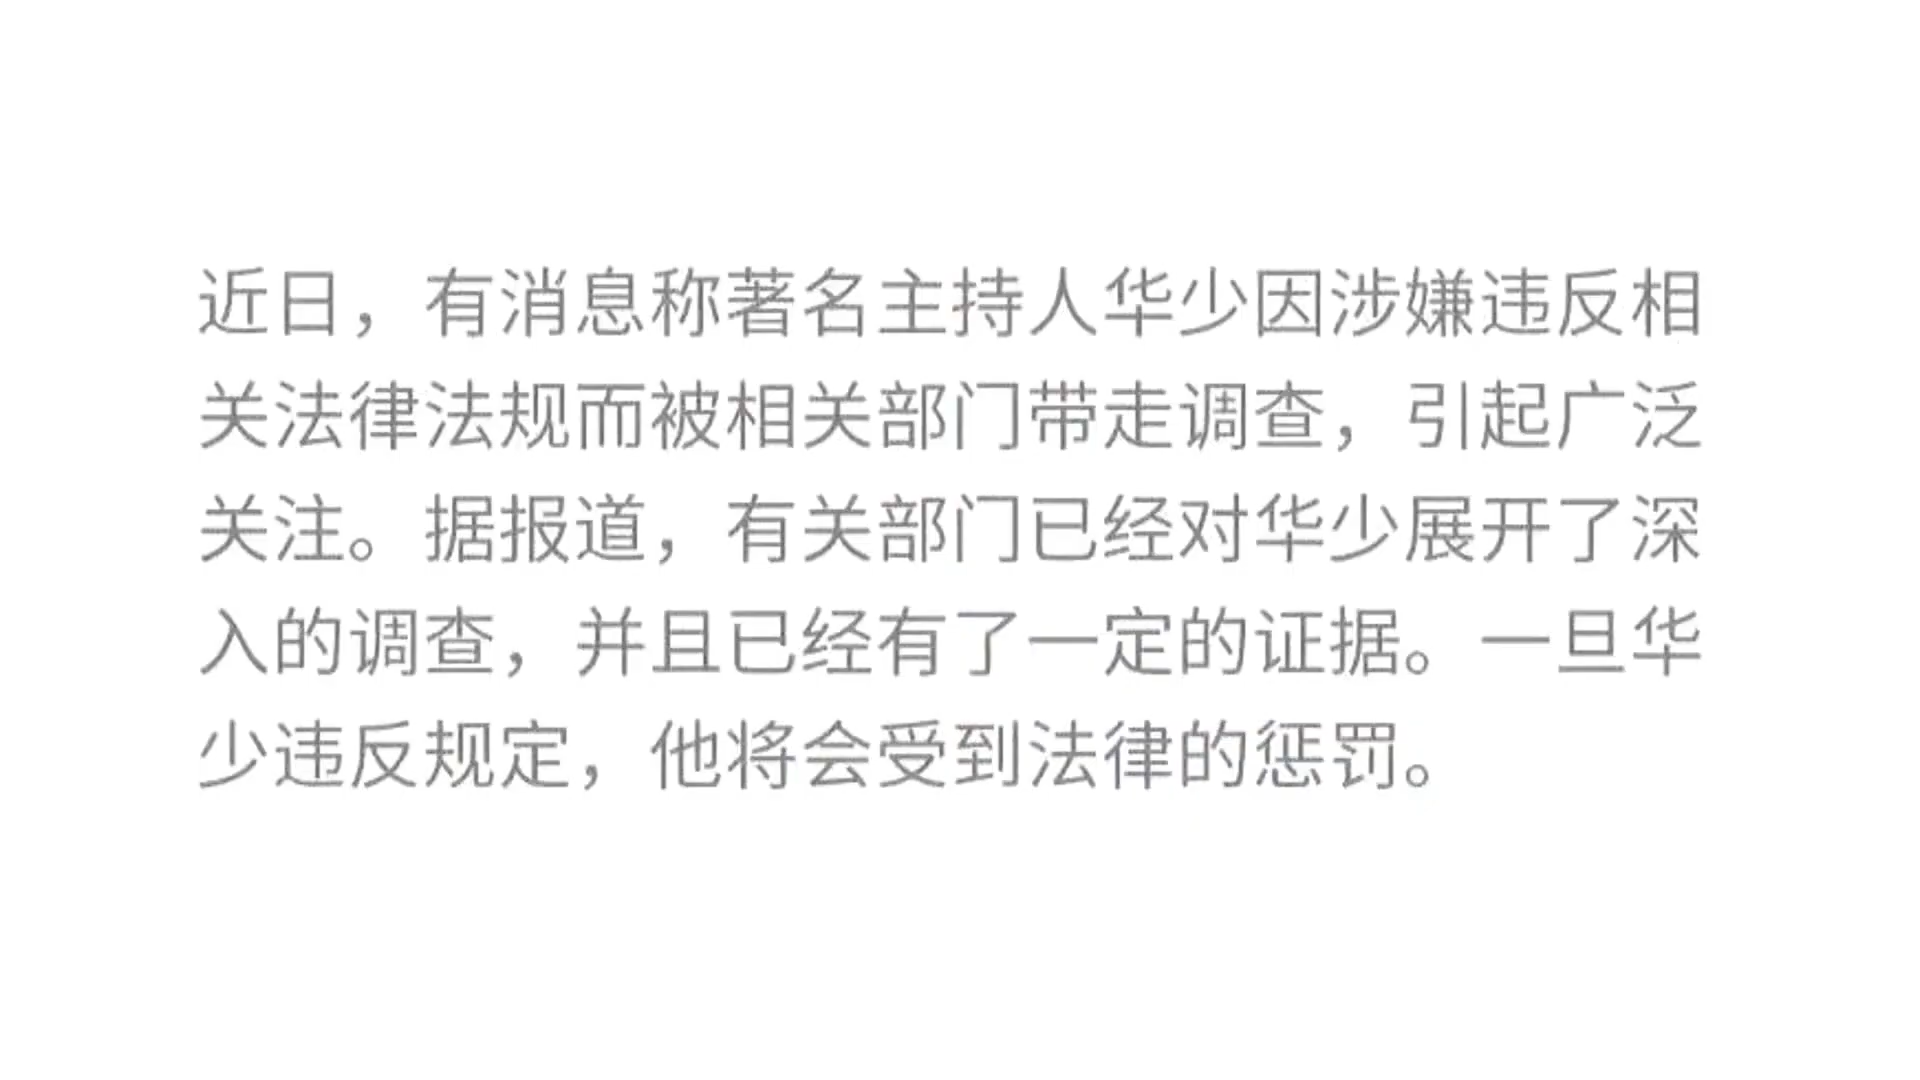 近日，有消息称著名主持人华少因涉嫌违反相
关法律法规而被相关部门带走调查，引起广泛
关注。据报道，有关部门已经对华少展开了深
入的调查，并且已经有了一定的证据。一旦华
少违反规定，他将会受到法律的惩罚。